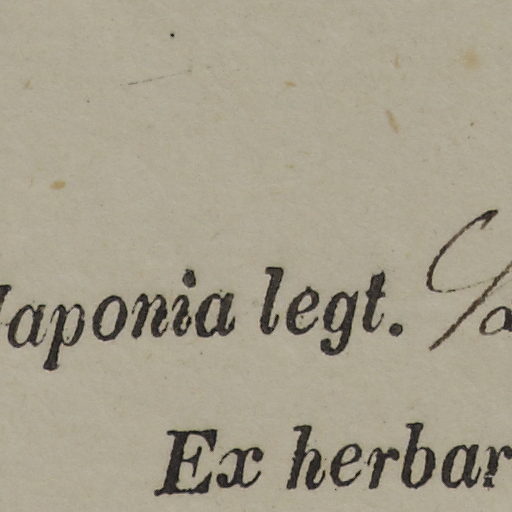 Japonia legt.
Ex herbar